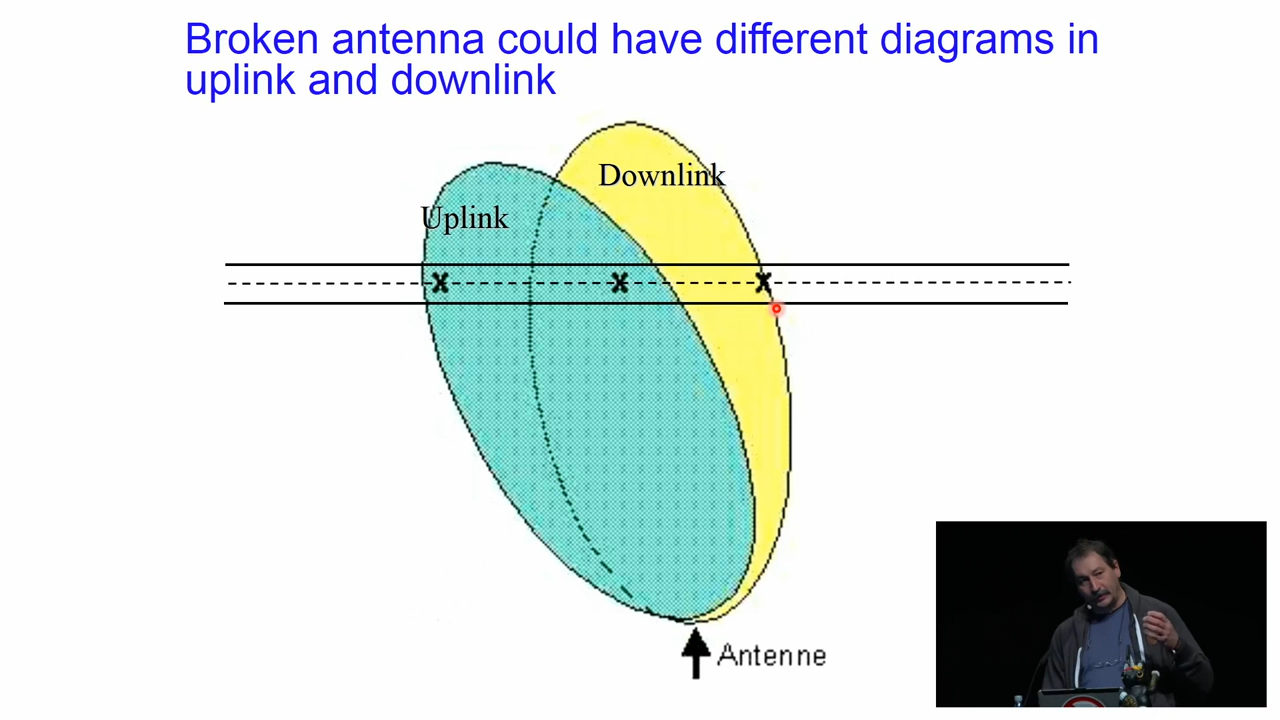 Broken antenna could have different diagrams in
uplink and downlink
Downlink
Uplink
x x x
Antenne